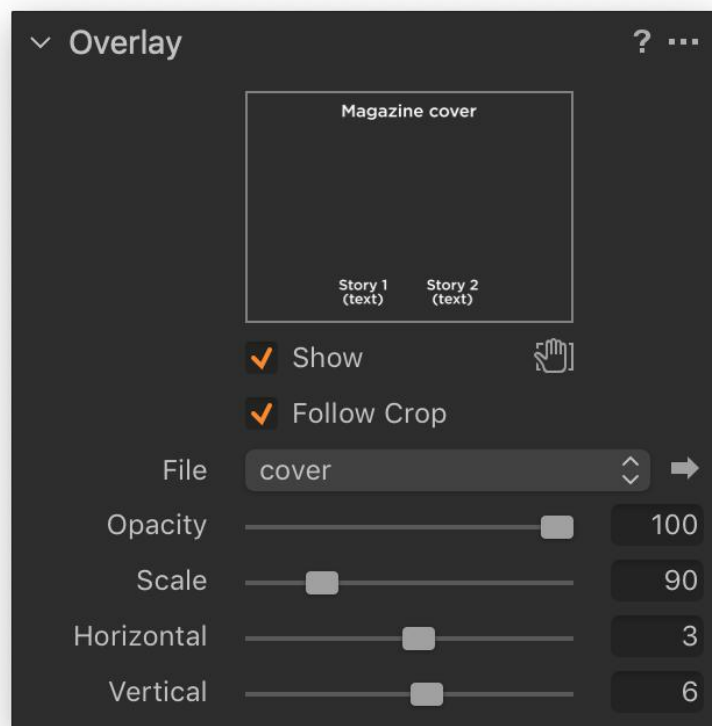 Overlay ? ...
Magazine cover
Story 1 Story 2
(text) (text)
Show
Follow Crop
File cover
Opacity 100
Scale 90
Horizontal 3
Vertical 6